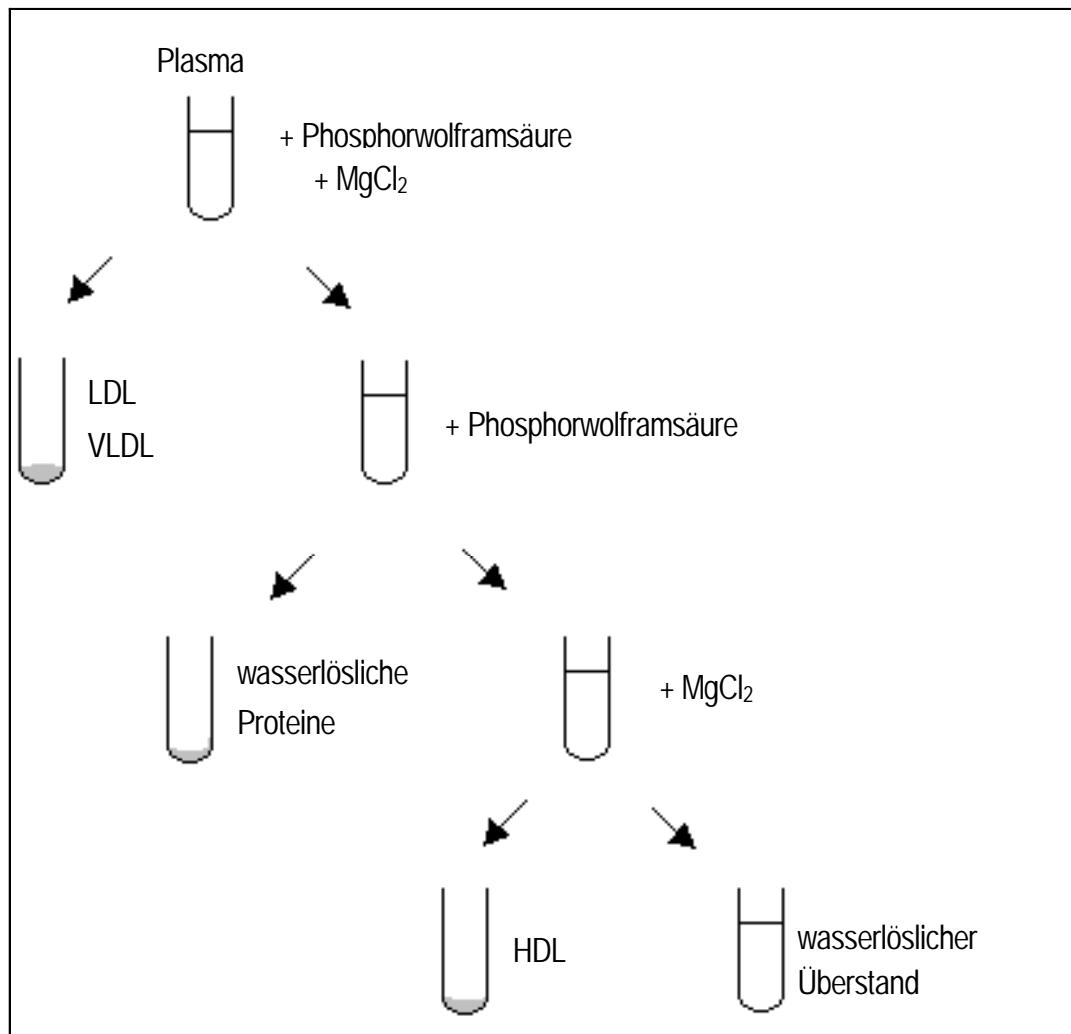 Plasma
+ Phosphorwolframsäure
+ MgCl₂
LDL
VLDL
+ Phosphorwolframsäure
wasserlösliche
Proteine
+ MgCl₂
HDL
wasserlöslicher
Überstand